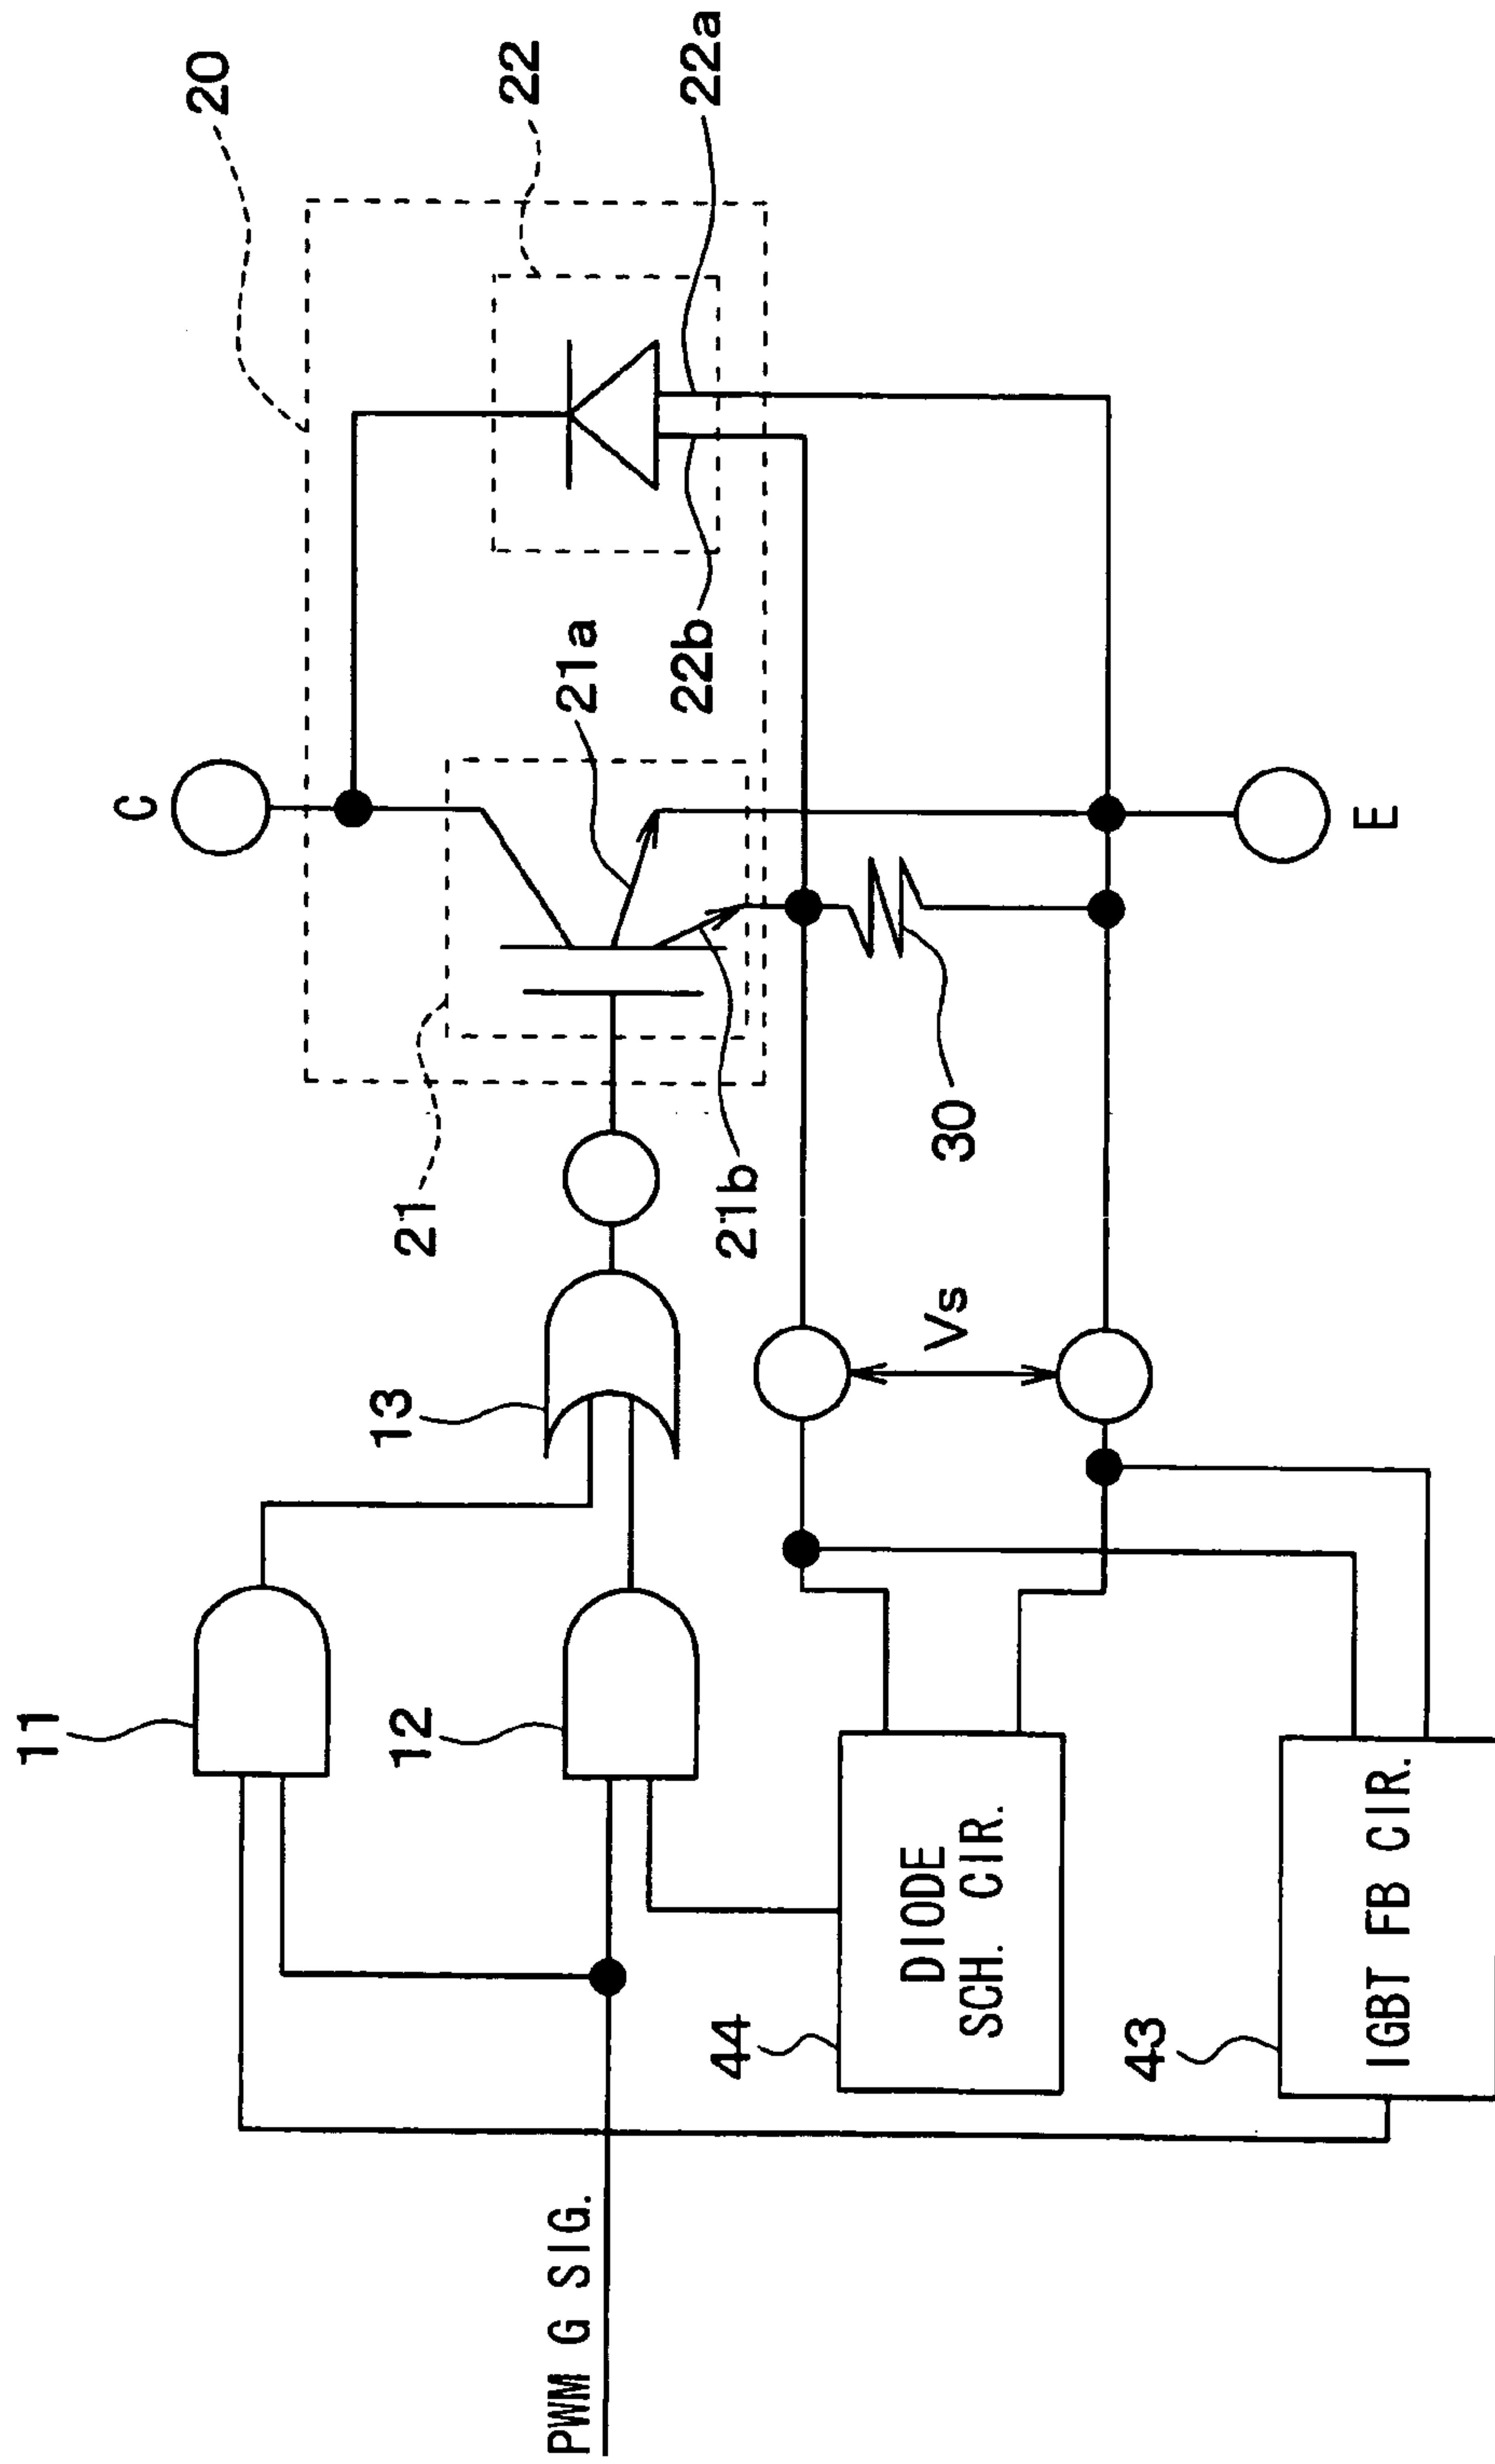 20
22
22a
C
21a
22b
21
21b
30
E
13
Vs
11
12
DIODE
SCH. CIR.
44
IGBT FB CIR.
43
PWM G SIG.